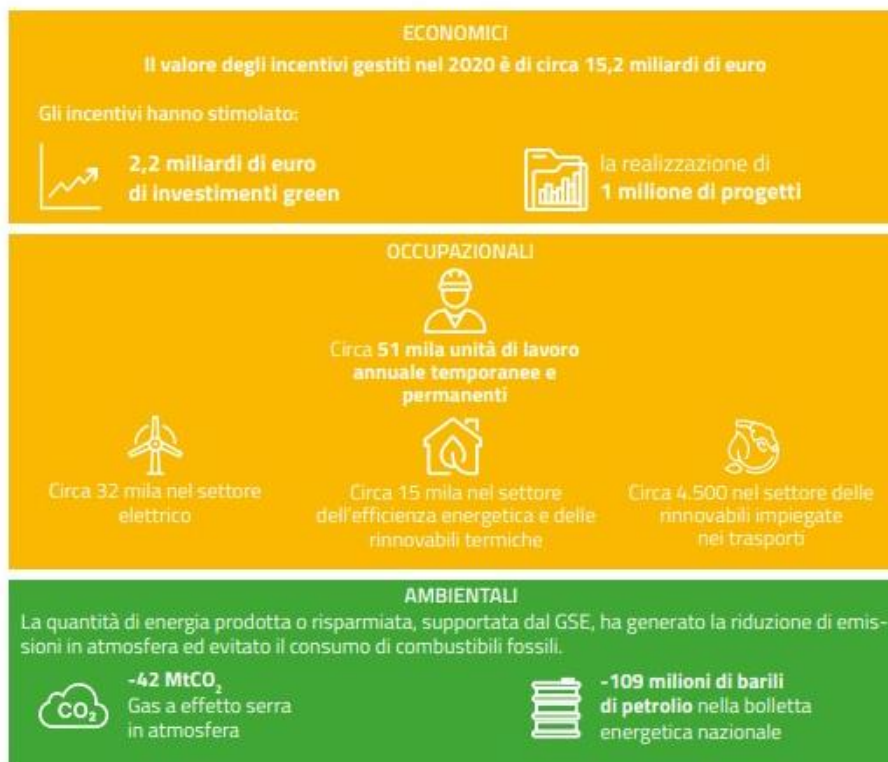 ECONOMICI
Il valore degli incentivi gestiti nel 2020 è di circa 15,2 miliardi di euro
Gli incentivi hanno stimolato:
2,2 miliardi di euro
di investimenti green
la realizzazione di
1 milione di progetti
OCCUPAZIONALI
Circa 51 mila unità di lavoro
annuale temporanee e
permanenti
Circa 32 mila nel settore
elettrico
Circa 15 mila nel settore
dell'efficienza energetica e delle
rinnovabili termiche
Circa 4.500 nel settore delle
rinnovabili impiegate
nei trasporti
AMBIENTALI
La quantità di energia prodotta o risparmiata, supportata dal GSE, ha generato la riduzione di emis-
sioni in atmosfera ed evitato il consumo di combustibili fossili.
CO₂
-42 MtCO₂
Gas a effetto serra
in atmosfera
-109 milioni di barili
di petrolio nella bolletta
energetica nazionale